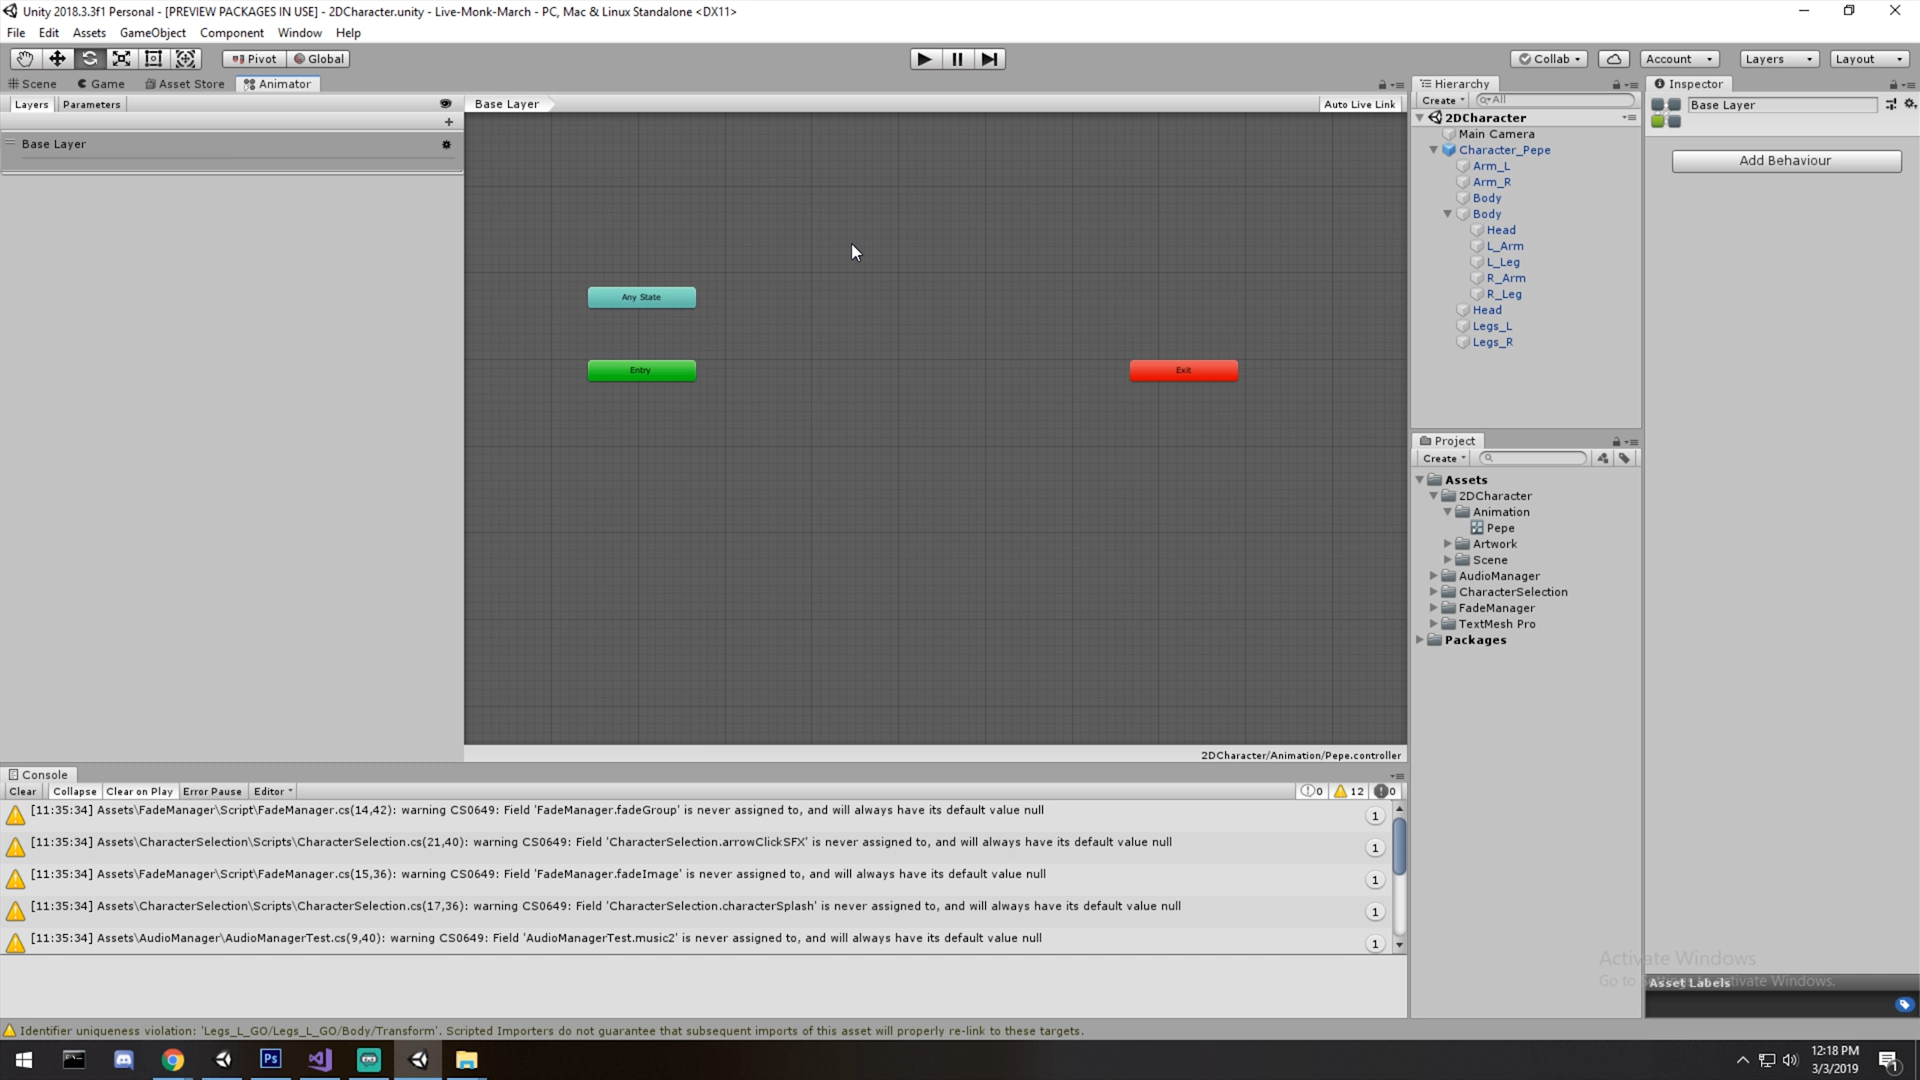 Unity 2018.3.3f1 Personal - [PREVIEW PACKAGES IN USE] - 2DCharacter.unity - Live-Monk-March - PC, Mac & Linux Standalone <DX11>
File Edit Assets GameObject Component Window Help
Pivot Global Collab Account Layers Layout
Scene Game Asset Store Animator
Layers Parameters
Base Layer
Base Layer
Auto Live Link
Any State
Entry
Exit
2DCharacter/Animation/Pepe.controller
Hierarchy
Create All
2DCharacter
Main Camera
Character_Pepe
Arm_L
Arm_R
Body
Body
Head
L_Arm
L_Leg
R_Arm
R_Leg
Head
Legs_L
Legs_R
Project
Create
Assets
2DCharacter
Animation
Pepe
Artwork
Scene
AudioManager
CharacterSelection
FadeManager
TextMesh Pro
Packages
Inspector
Base Layer
Add Behaviour
Console
Clear Collapse Clear on Play Error Pause Editor
0 12 0
[11:35:34] Assets\FadeManager\Script\FadeManager.cs(14,42): warning CS0649: Field 'FadeManager.fadeGroup' is never assigned to, and will always have its default value null
1
[11:35:34] Assets\CharacterSelection\Scripts\CharacterSelection.cs(21,40): warning CS0649: Field 'CharacterSelection.arrowClickSFX' is never assigned to, and will always have its default value null
1
[11:35:34] Assets\FadeManager\Script\FadeManager.cs(15,36): warning CS0649: Field 'FadeManager.fadeImage' is never assigned to, and will always have its default value null
1
[11:35:34] Assets\CharacterSelection\Scripts\CharacterSelection.cs(17,36): warning CS0649: Field 'CharacterSelection.characterSplash' is never assigned to, and will always have its default value null
1
[11:35:34] Assets\AudioManager\AudioManagerTest.cs(9,40): warning CS0649: Field 'AudioManagerTest.music2' is never assigned to, and will always have its default value null
1
Activate Windows
Go to
Asset Labels
ctivate Windows.
Identifier uniqueness violation: 'Legs_L_GO/Legs_L_GO/Body/Transform'. Scripted Importers do not guarantee that subsequent imports of this asset will properly re-link to these targets.
Ps
12:18 PM
3/3/2019
1